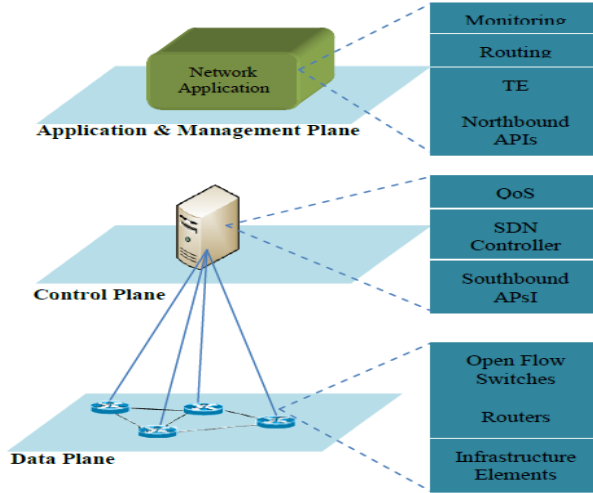 Monitoring
Routing
Network
Application
TE
Northbound
APIs
Application & Management Plane
QoS
SDN
Controller
Southbound
APsI
Control Plane
Open Flow
Switches
Routers
Infrastructure
Elements
Data Plane